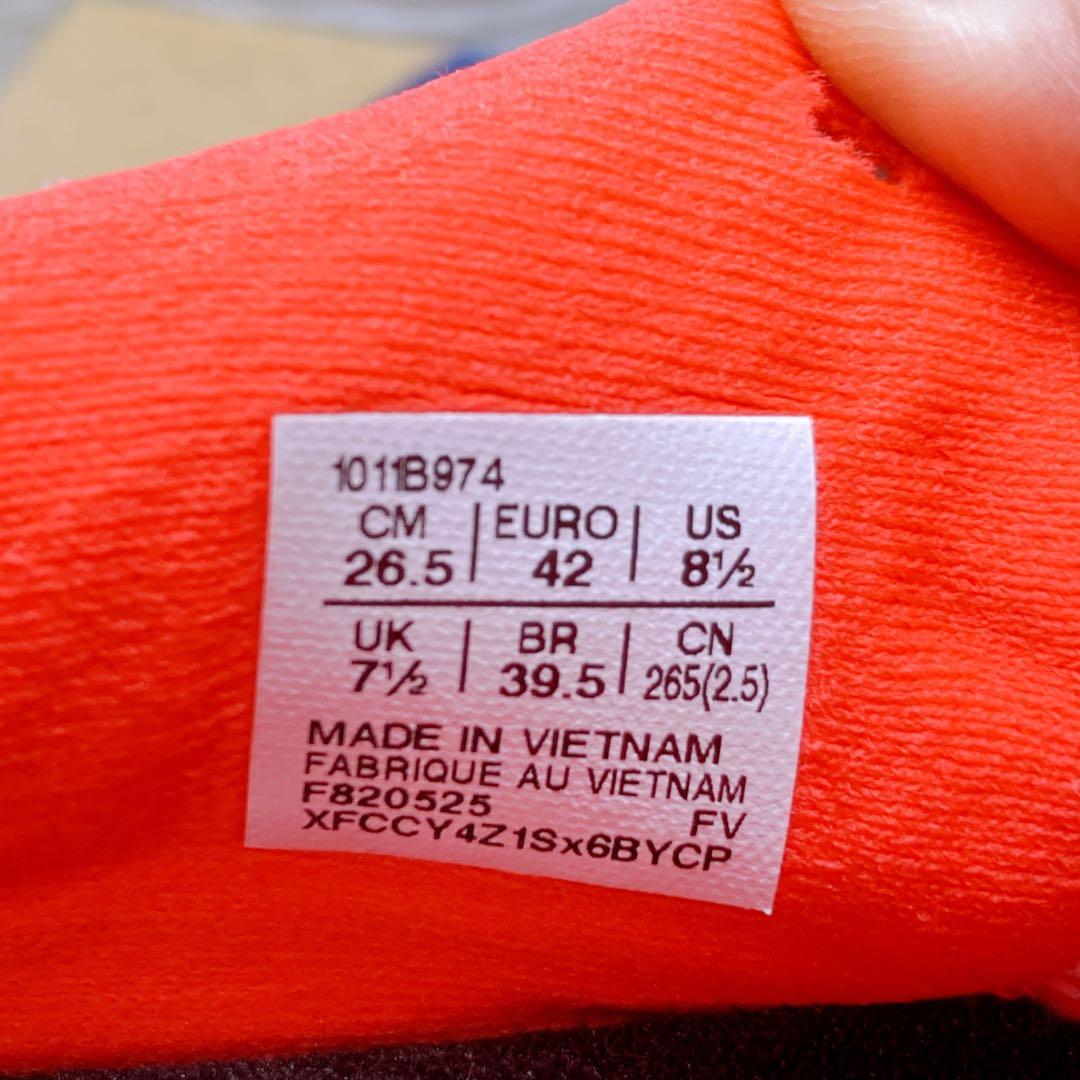 1011B974
CM | EURO | US
26.5 | 42 | 8½
UK | BR | CN
7½ | 39.5 | 265(2.5)
MADE IN VIETNAM
FABRIQUE AU VIETNAM
F820525 FV
XFCCY4Z1Sx6BYCP